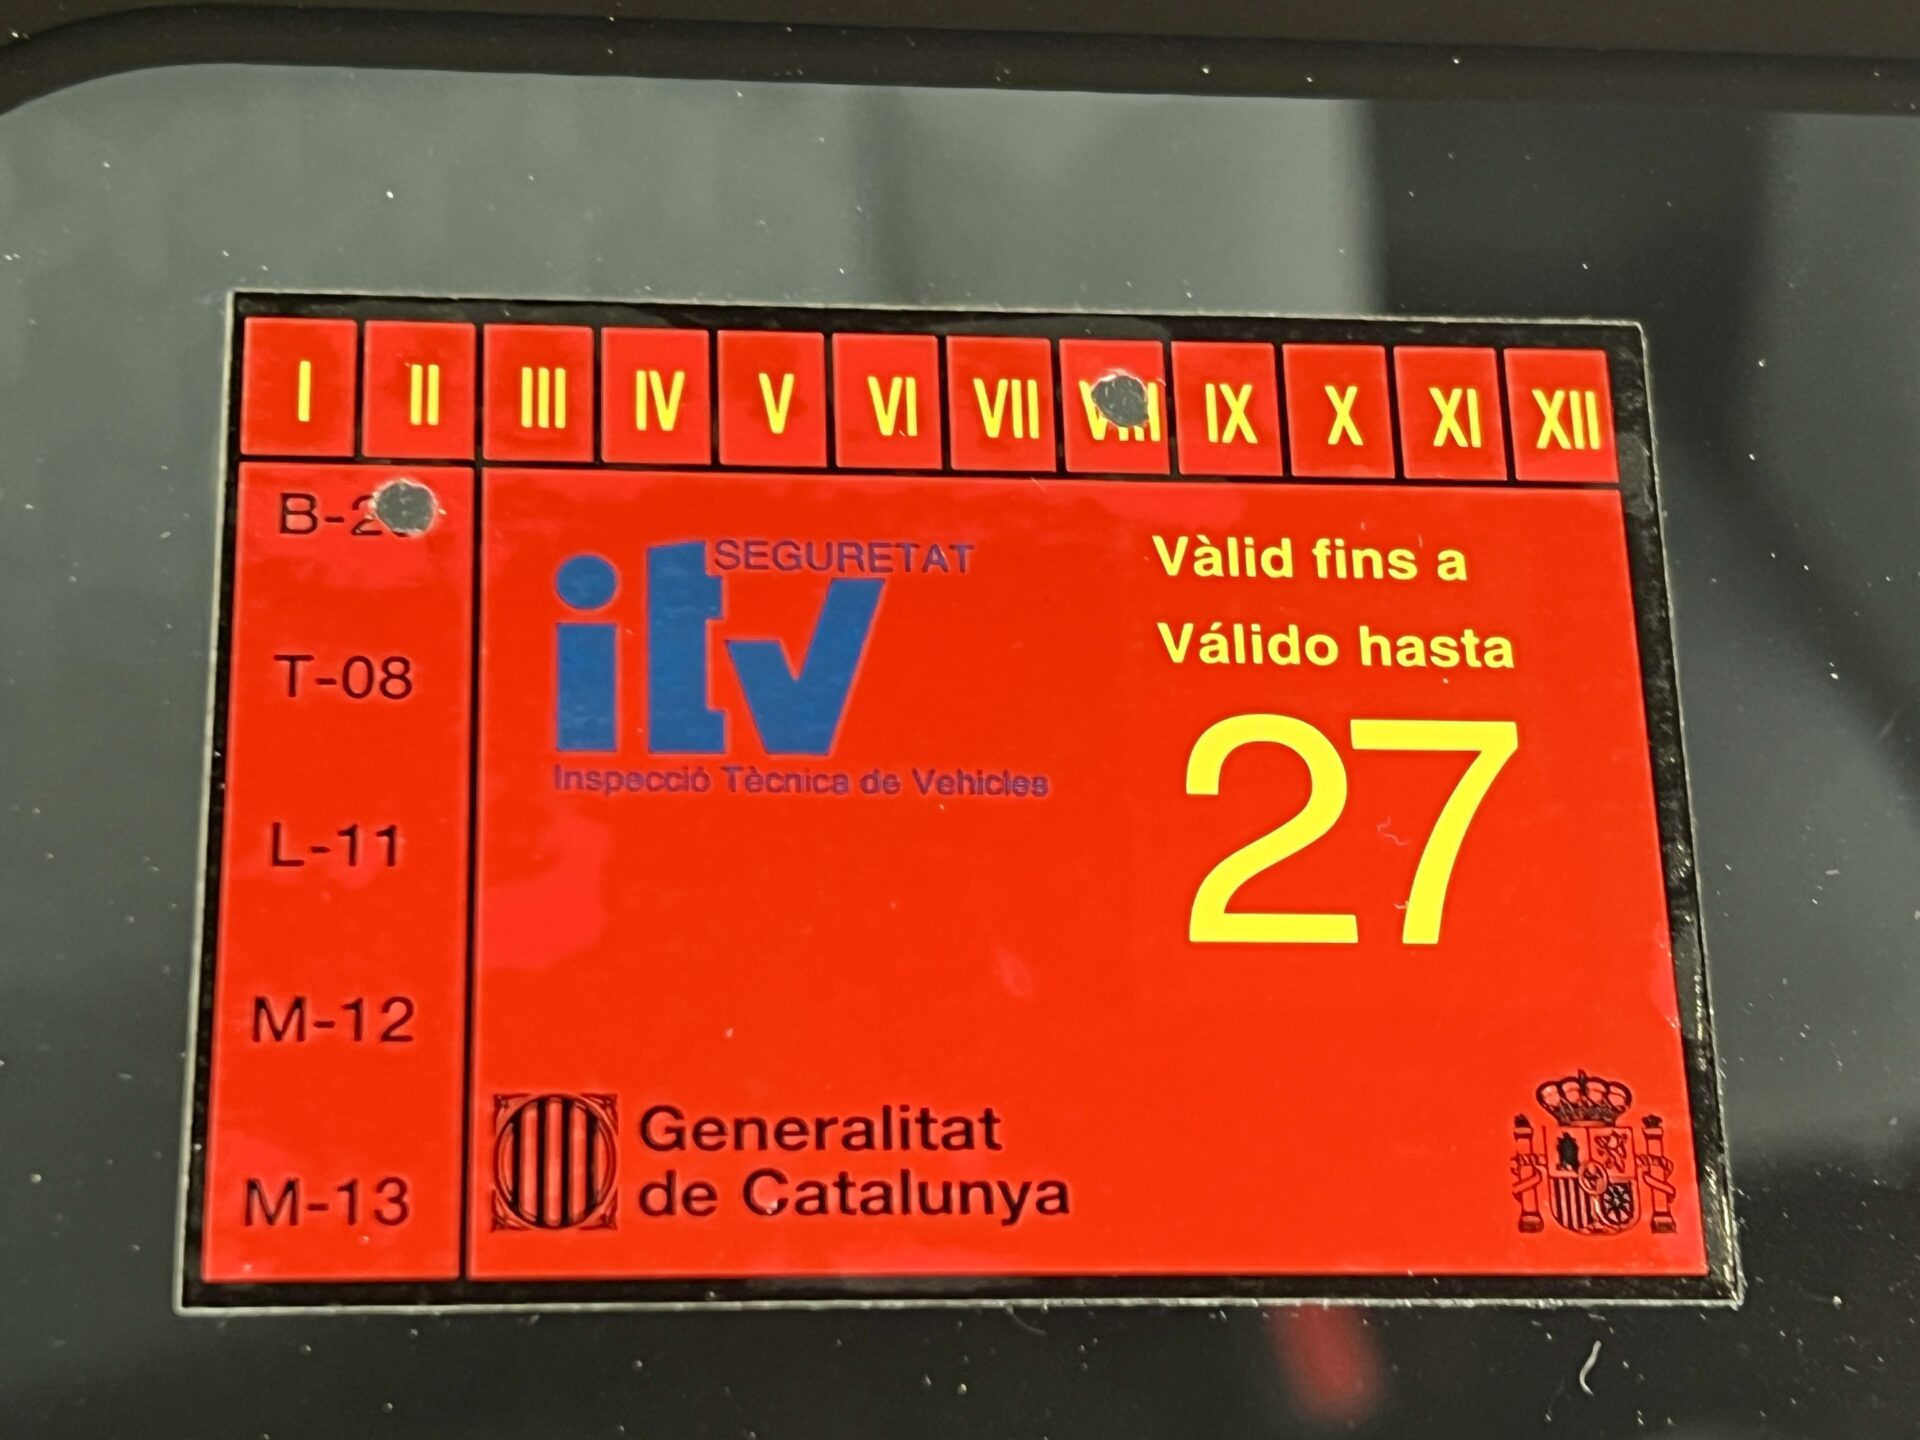 I II III IV V VI VII VIII IX X XI XII
T-08
L-11
M-12
M-13
SEGURETAT
itv
Inspecció Tècnica de Vehicles
Vàlid fins a
Válido hasta
27
Generalitat
de Catalunya